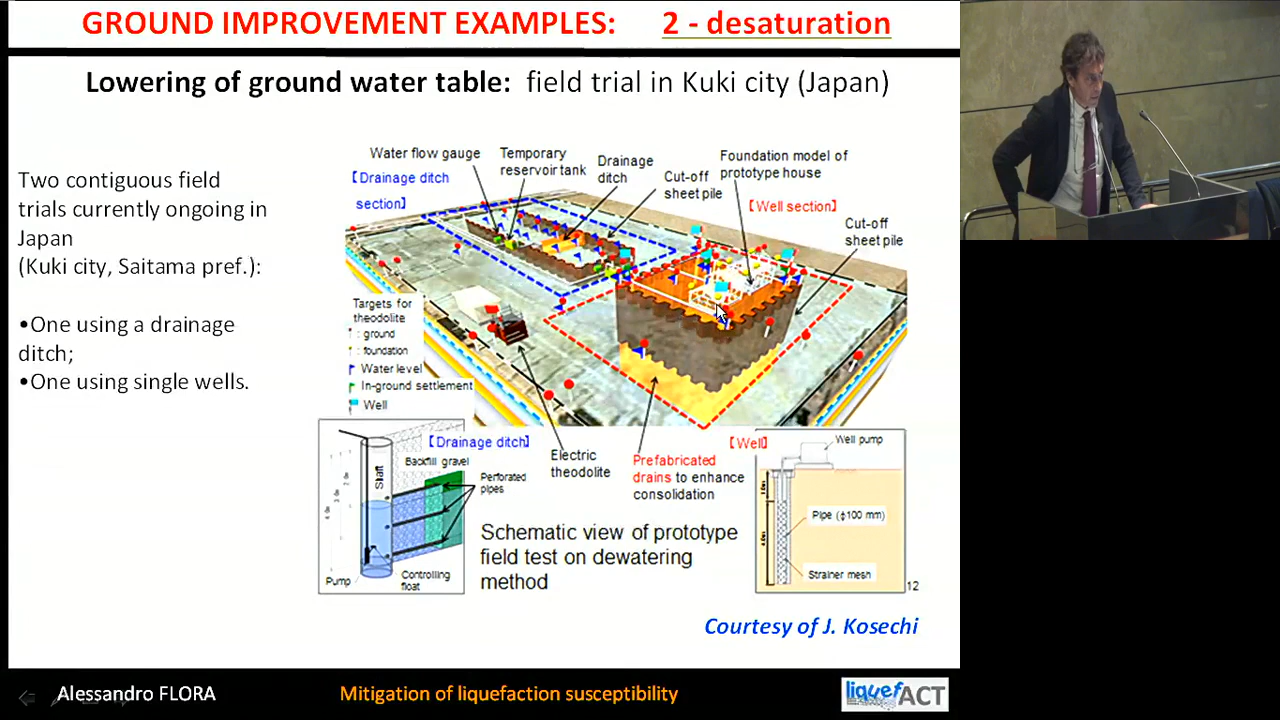 GROUND IMPROVEMENT EXAMPLES: 2 - desaturation
Lowering of ground water table: field trial in Kuki city (Japan)
Two contiguous field
trials currently ongoing in
Japan
(Kuki city, Saitama pref.):
•One using a drainage
ditch;
•One using single wells.
Water flow gauge
Temporary
reservoir tank
Drainage
ditch
Cut-off
sheet pile
Foundation model of
prototype house
【Drainage ditch
section】
【Well section】
Cut-off
sheet pile
Targets for
theodolite
: ground
: foundation
Water level
In-ground settlement
Well
【Drainage ditch】
Backfill gravel
Shaft
Perforated
pipes
Pump
Controlling
float
Electric
theodolite
Prefabricated
drains to enhance
consolidation
【Well】
Well pump
Pipe (ϕ100 mm)
Strainer mesh
Schematic view of prototype
field test on dewatering
method
12
Courtesy of J. Kosechi
Alessandro FLORA
Mitigation of liquefaction susceptibility
liquefACT